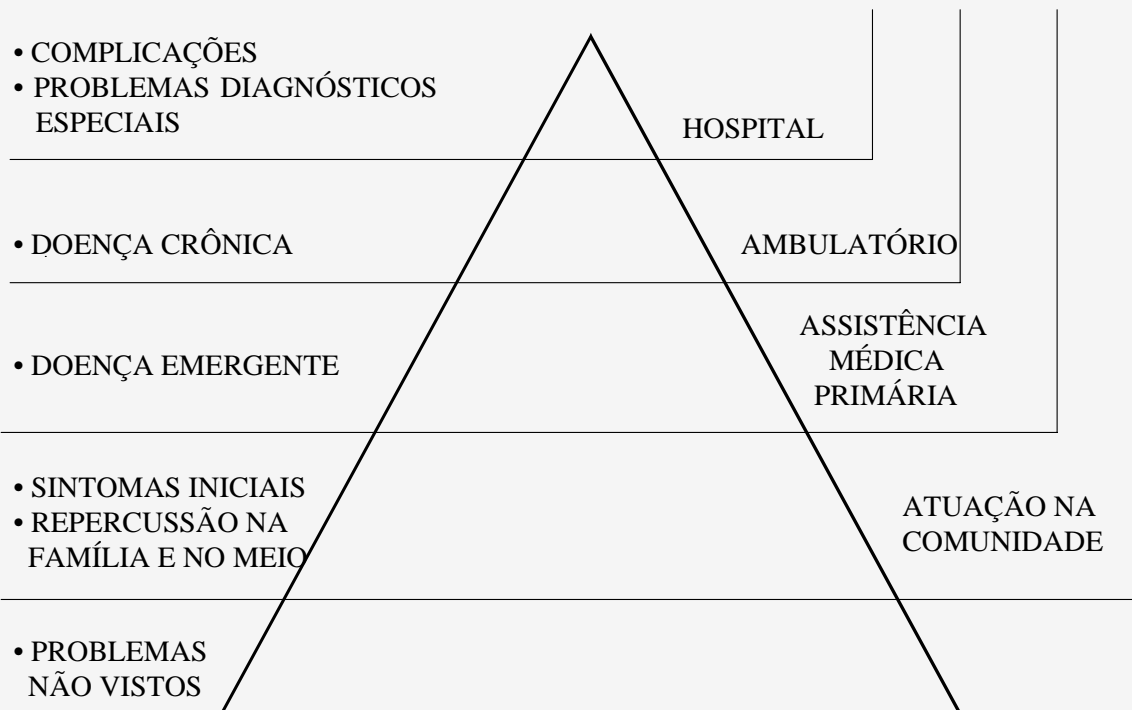 • COMPLICAÇÕES
• PROBLEMAS DIAGNÓSTICOS
ESPECIAIS
HOSPITAL
• DOENÇA CRÔNICA
AMBULATÓRIO
• DOENÇA EMERGENTE
ASSISTÊNCIA
MÉDICA
PRIMÁRIA
• SINTOMAS INICIAIS
• REPERCUSSÃO NA
FAMÍLIA E NO MEIO
ATUAÇÃO NA
COMUNIDADE
• PROBLEMAS
NÃO VISTOS